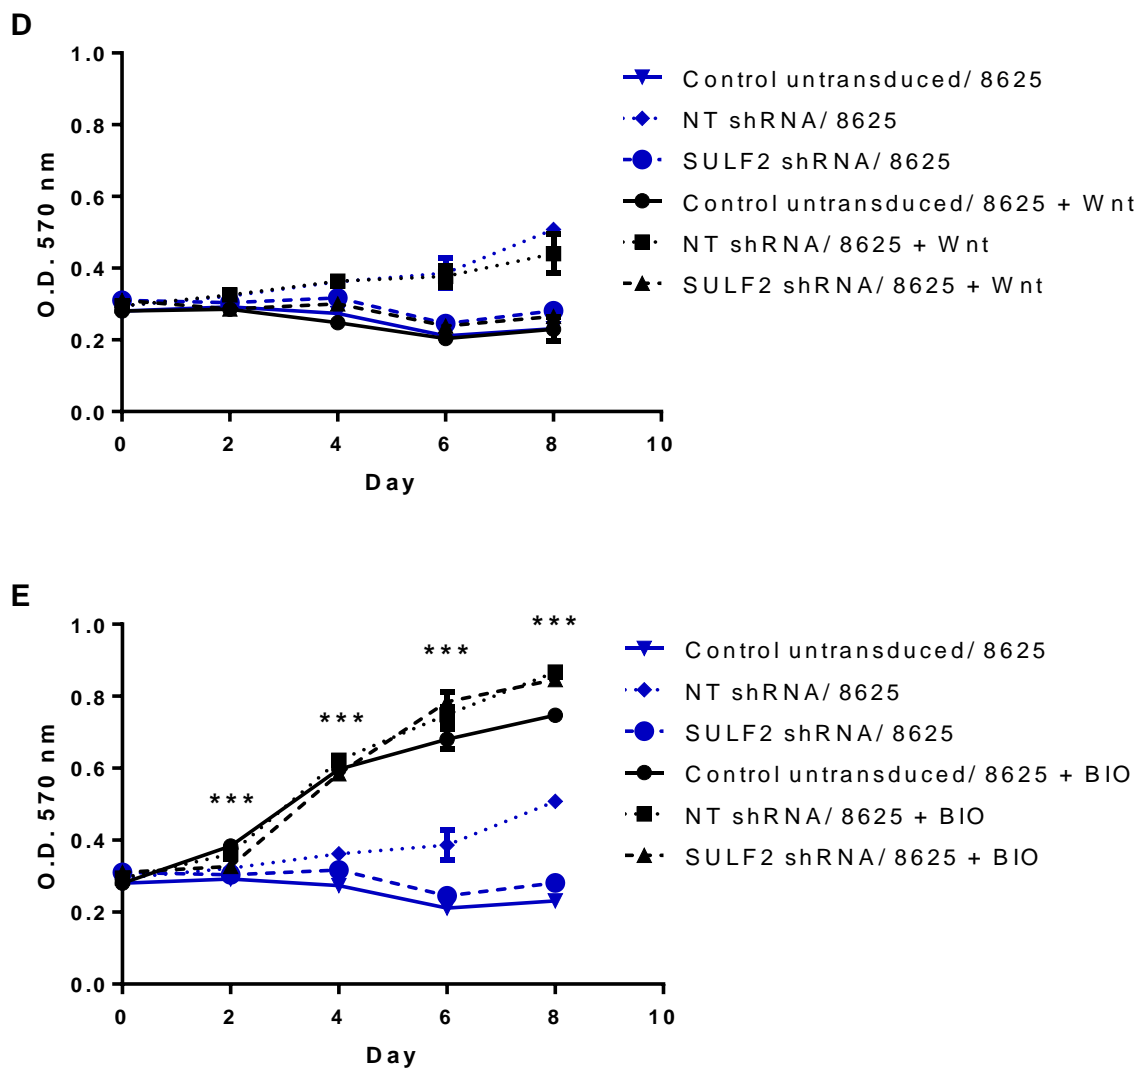 D
1.0
0.8
0.6
0.4
0.2
0.0
O.D. 570 nm
0 2 4 6 8 10
Day
Control untransduced/ 8625
NT shRNA/ 8625
SULF2 shRNA/ 8625
Control untransduced/ 8625 + Wnt
NT shRNA/ 8625 + Wnt
SULF2 shRNA/ 8625 + Wnt
E
1.0
0.8
0.6
0.4
0.2
0.0
O.D. 570 nm
***
***
***
***
0 2 4 6 8 10
Day
Control untransduced/ 8625
NT shRNA/ 8625
SULF2 shRNA/ 8625
Control untransduced/ 8625 + BIO
NT shRNA/ 8625 + BIO
SULF2 shRNA/ 8625 + BIO